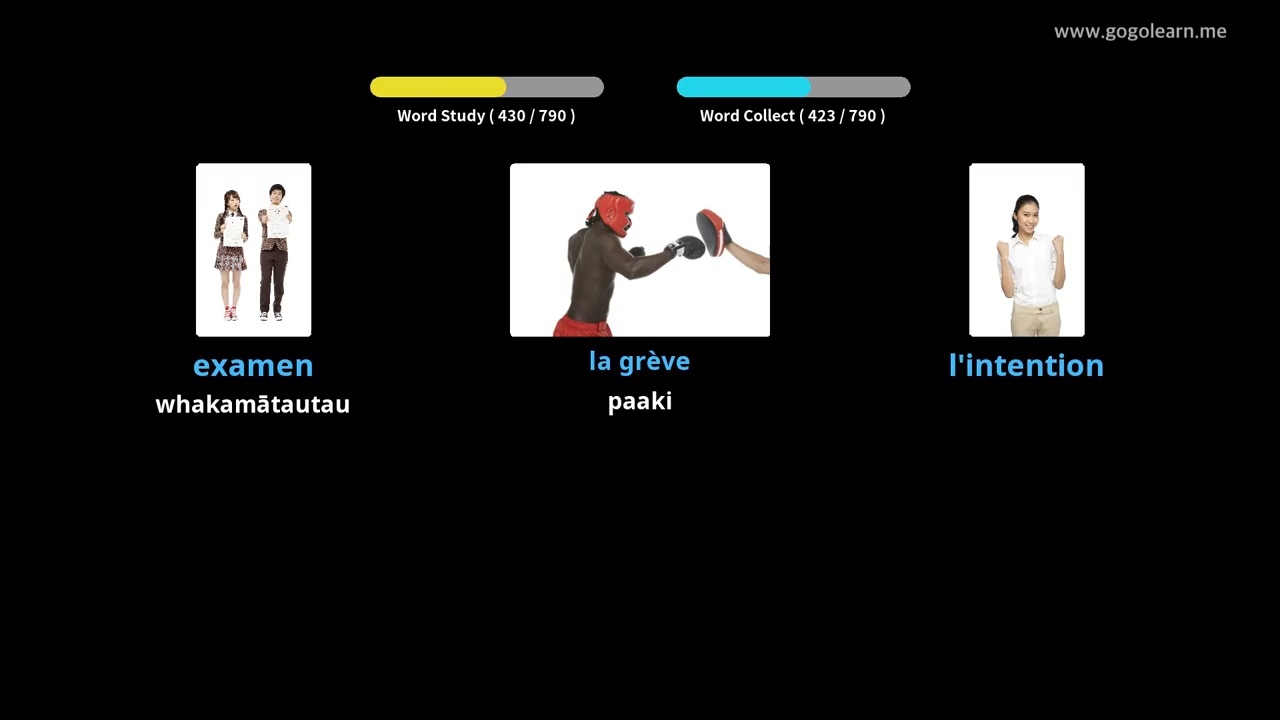 www.gogolearn.me
Word Study ( 430 / 790 )
Word Collect ( 423 / 790 )
examen
whakamātautau
la grève
paaki
l'intention